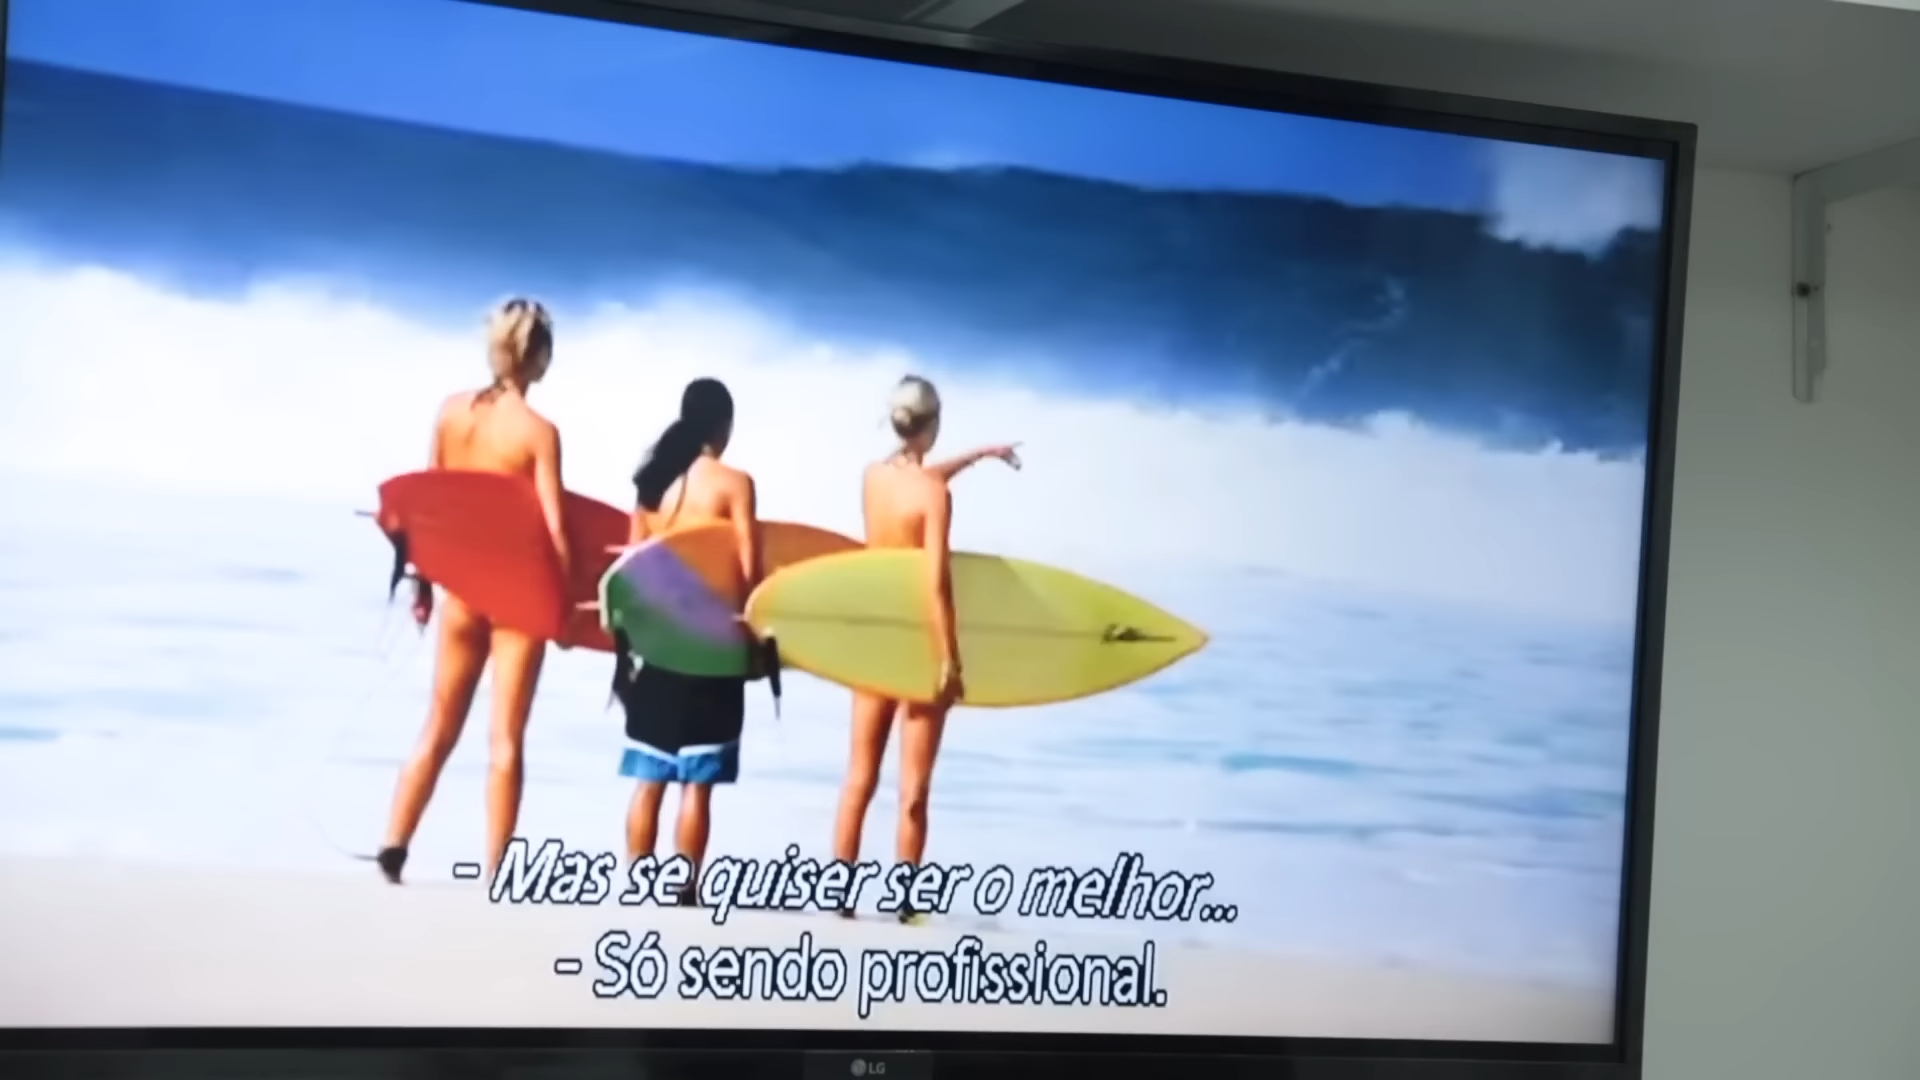 - Mas se quiser ser o melhor...
- Só sendo profissional.
LG